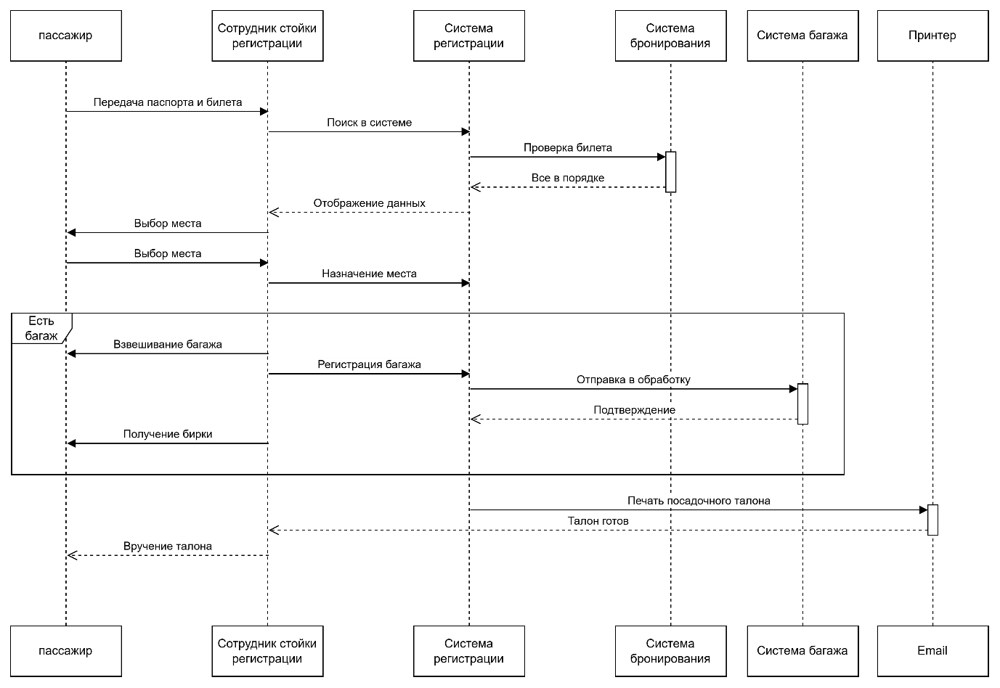 пассажир
Сотрудник стойки
регистрации
Система
регистрации
Система
бронирования
Система багажа
Принтер
Передача паспорта и билета
Поиск в системе
Проверка билета
Все в порядке
Отображение данных
Выбор места
Выбор места
Назначение места
Есть
багаж
Взвешивание багажа
Регистрация багажа
Отправка в обработку
Подтверждение
Получение бирки
Печать посадочного талона
Талон готов
Вручение талона
пассажир
Сотрудник стойки
регистрации
Система
регистрации
Система
бронирования
Система багажа
Email